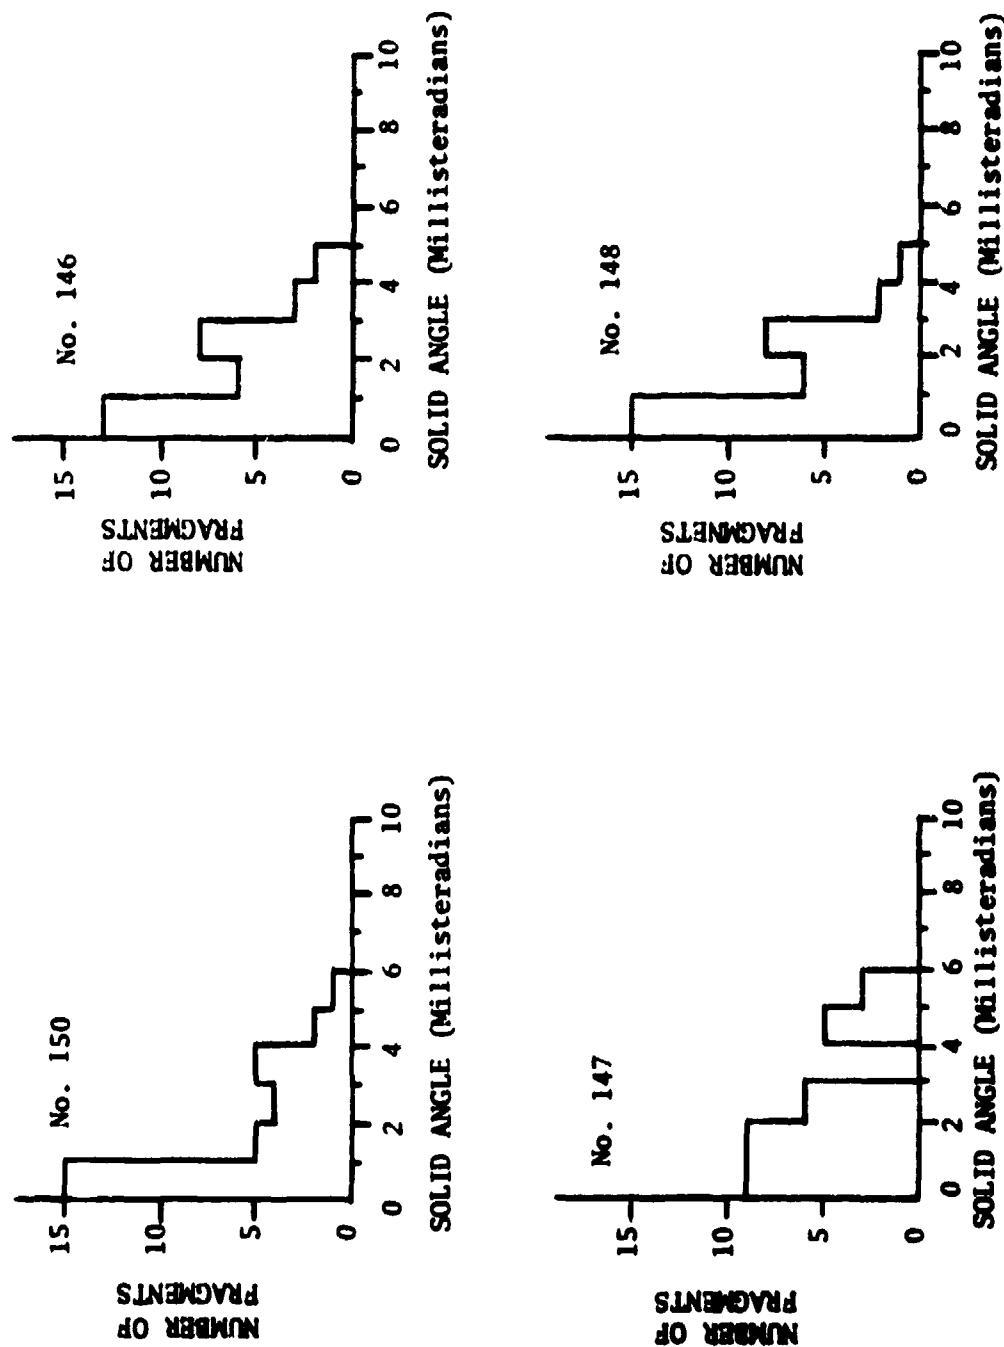 NUMBER OF
FRAGMENTS
15
10
5
0
No. 150
0 2 4 6 8 10
SOLID ANGLE (Millisteradians)
NUMBER OF
FRAGMENTS
15
10
5
0
No. 146
0 2 4 6 8 10
SOLID ANGLE (Millisteradians)
NUMBER OF
FRAGMENTS
15
10
5
0
No. 147
0 2 4 6 8 10
SOLID ANGLE (Millisteradians)
NUMBER OF
FRAGMNETS
15
10
5
0
No. 148
0 2 4 6 8 10
SOLID ANGLE (Millisteradians)